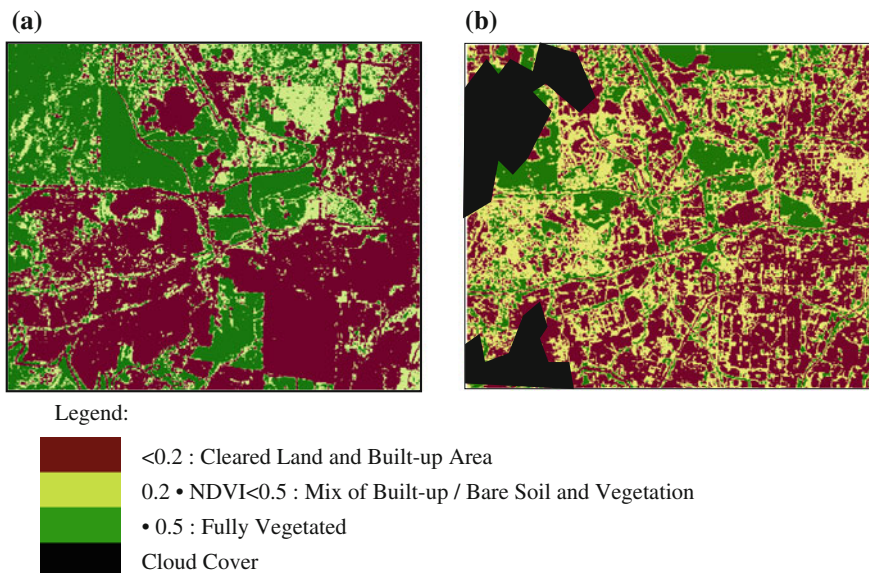 (a)
(b)
Legend:
<0.2 : Cleared Land and Built-up Area
0.2 • NDVI<0.5 : Mix of Built-up / Bare Soil and Vegetation
• 0.5 : Fully Vegetated
Cloud Cover